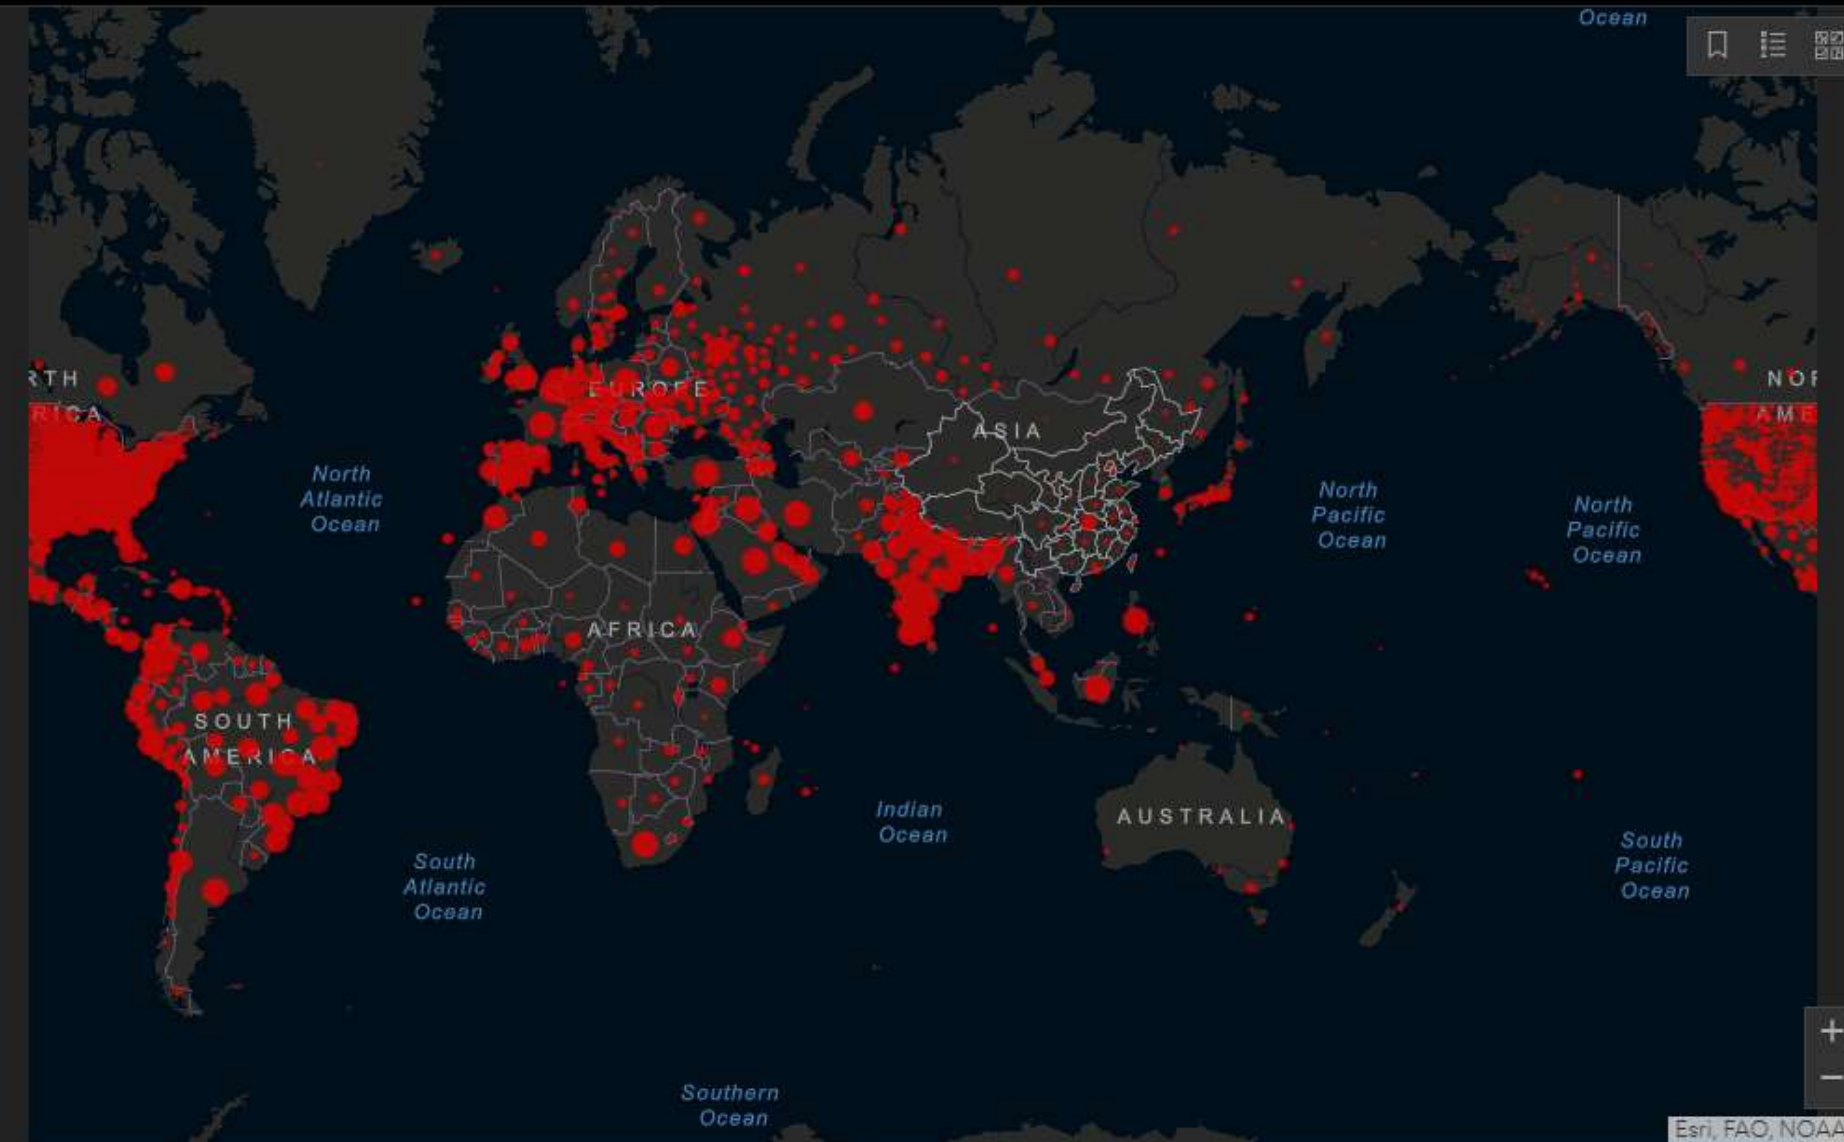 Ocean
RTH
RICA
EUROPE
ASIA
NOR
AME
North
Atlantic
Ocean
North
Pacific
Ocean
North
Pacific
Ocean
AFRICA
SOUTH
AMERICA
Indian
Ocean
AUSTRALIA
South
Atlantic
Ocean
South
Pacific
Ocean
Southern
Ocean
Esri, FAO, NOAA